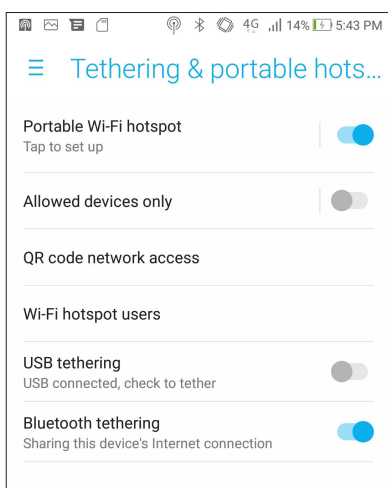 4G 14% 5:43 PM
Tethering & portable hots...
Portable Wi-Fi hotspot
Tap to set up
Allowed devices only
QR code network access
Wi-Fi hotspot users
USB tethering
USB connected, check to tether
Bluetooth tethering
Sharing this device's Internet connection